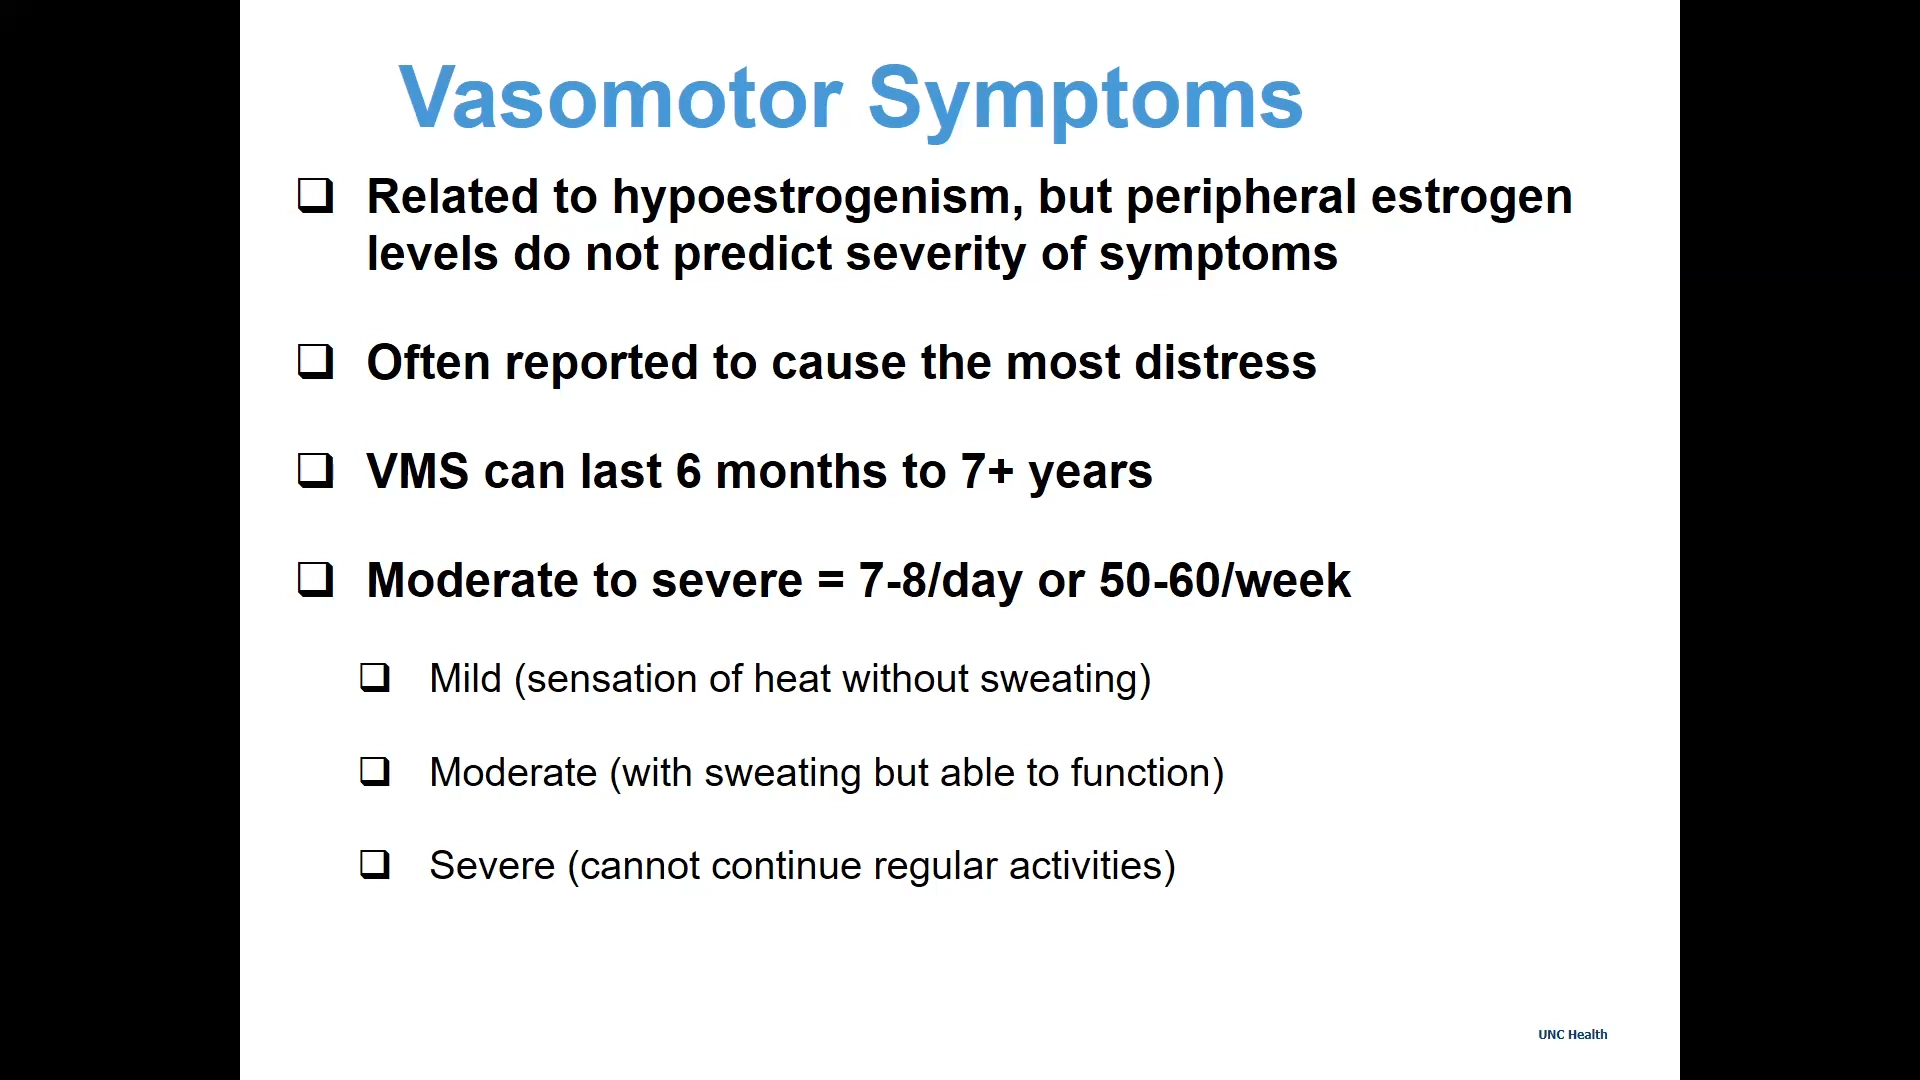 Vasomotor Symptoms
Related to hypoestrogenism, but peripheral estrogen
levels do not predict severity of symptoms
Often reported to cause the most distress
VMS can last 6 months to 7+ years
Moderate to severe = 7-8/day or 50-60/week
Mild (sensation of heat without sweating)
Moderate (with sweating but able to function)
Severe (cannot continue regular activities)
UNC Health